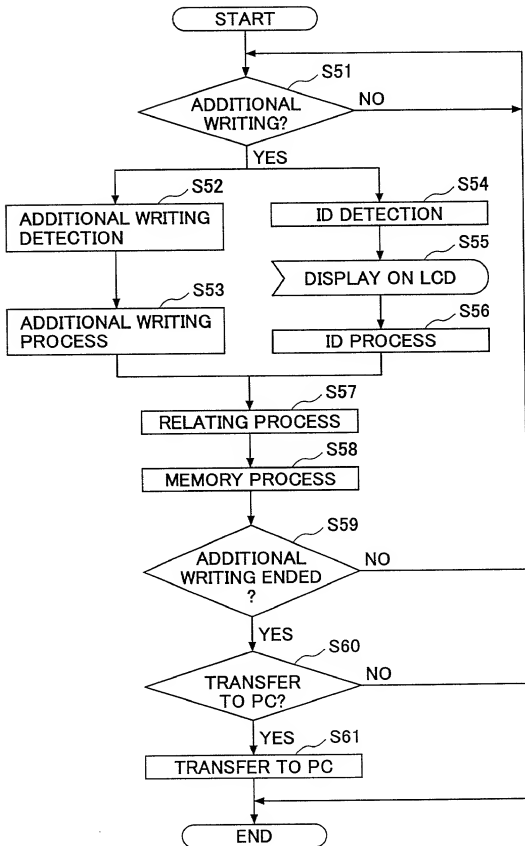 START
S51
ADDITIONAL
WRITING?
NO
YES
S52
ADDITIONAL WRITING
DETECTION
S54
ID DETECTION
S55
DISPLAY ON LCD
S53
ADDITIONAL WRITING
PROCESS
S56
ID PROCESS
S57
RELATING PROCESS
S58
MEMORY PROCESS
S59
ADDITIONAL
WRITING ENDED
?
NO
YES
S60
TRANSFER
TO PC?
NO
YES
S61
TRANSFER TO PC
END